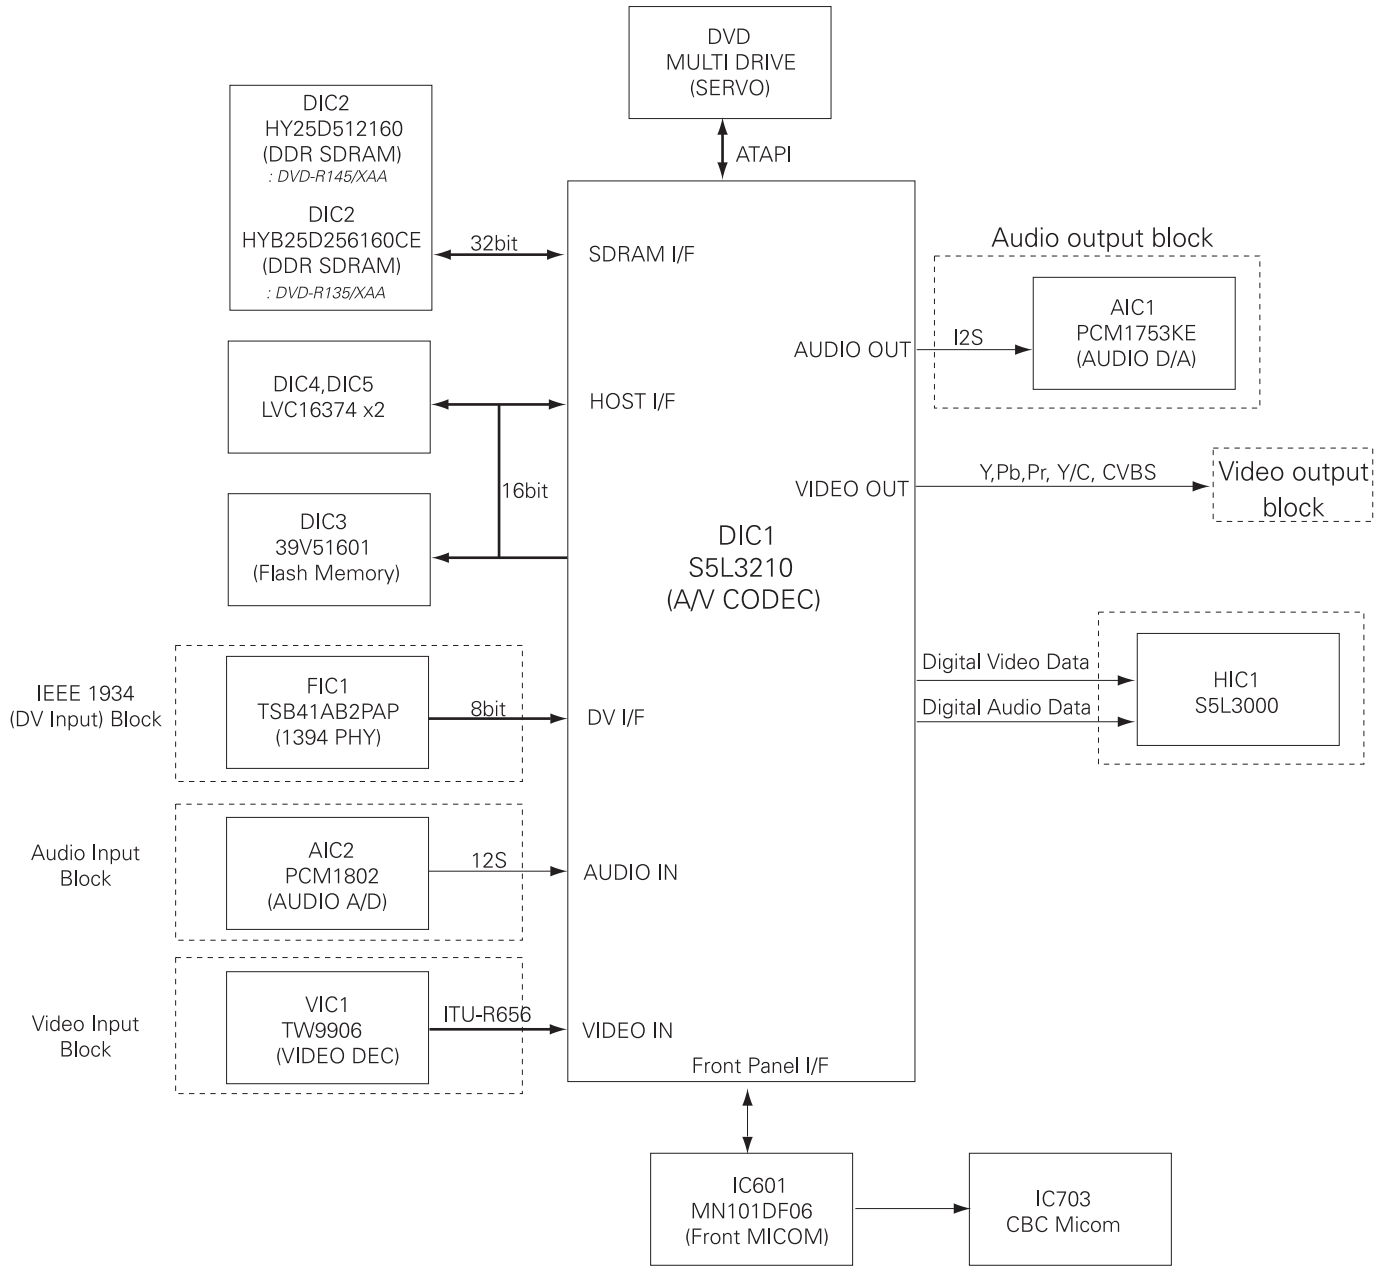 DVD
MULTI DRIVE
(SERVO)
ATAPI
DIC2
HY25D512160
(DDR SDRAM)
: DVD-R145/XAA
DIC2
HYB25D256160CE
(DDR SDRAM)
: DVD-R135/XAA
32bit
SDRAM I/F
Audio output block
AIC1
PCM1753KE
(AUDIO D/A)
AUDIO OUT
I2S
DIC4,DIC5
LVC16374 x2
HOST I/F
16bit
VIDEO OUT
Y,Pb,Pr, Y/C, CVBS
Video output
block
DIC3
39V51601
(Flash Memory)
DIC1
S5L3210
(A/V CODEC)
IEEE 1934
(DV Input) Block
FIC1
TSB41AB2PAP
(1394 PHY)
8bit
DV I/F
Digital Video Data
Digital Audio Data
HIC1
S5L3000
Audio Input
Block
AIC2
PCM1802
(AUDIO A/D)
12S
AUDIO IN
Video Input
Block
VIC1
TW9906
(VIDEO DEC)
ITU-R656
VIDEO IN
Front Panel I/F
IC601
MN101DF06
(Front MICOM)
IC703
CBC Micom